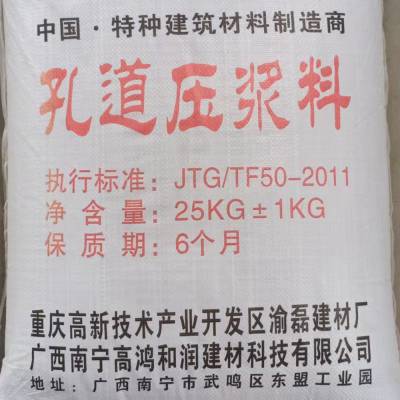 中国·特种建筑材料制造商
孔道压浆料
执行标准：JTG/TF50-2011
净含量：25KG±1KG
保质期：6个月
重庆高新技术产业开发区渝磊建材厂
广西南宁高鸿和润建材科技有限公司
地址：广西南宁市武鸣区东盟工业园